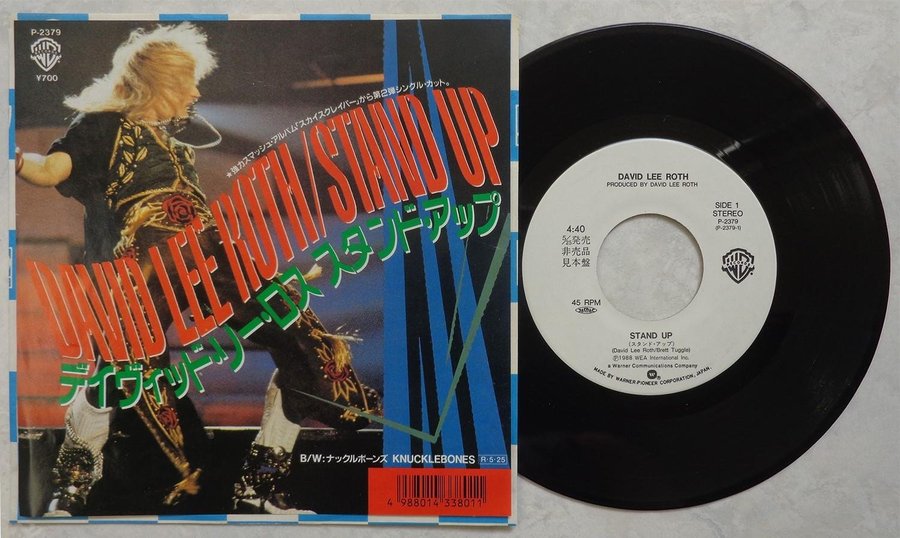 P-2379
¥700
★強力スマッシュ・アルバム「スカイスクレイパー」から第2弾シングル・カット。
DAVID LEE ROTH/STAND UP
デイヴィッド・リー・ロス スタンド・アップ
B/W:ナックルボーンズ KNUCKLEBONES R・5・25
4 988014 338011
DAVID LEE ROTH
PRODUCED BY DAVID LEE ROTH
SIDE 1
STEREO
P-2379
(P-2379-1)
4:40
5/25発売
非売品
見本盤
45 RPM
STAND UP
(スタンド・アップ)
(David Lee Roth/Brett Tuggle)
Ⓟ1988 WEA International Inc.
a Warner Communications Company
MADE BY WARNER-PIONEER CORPORATION, JAPAN.